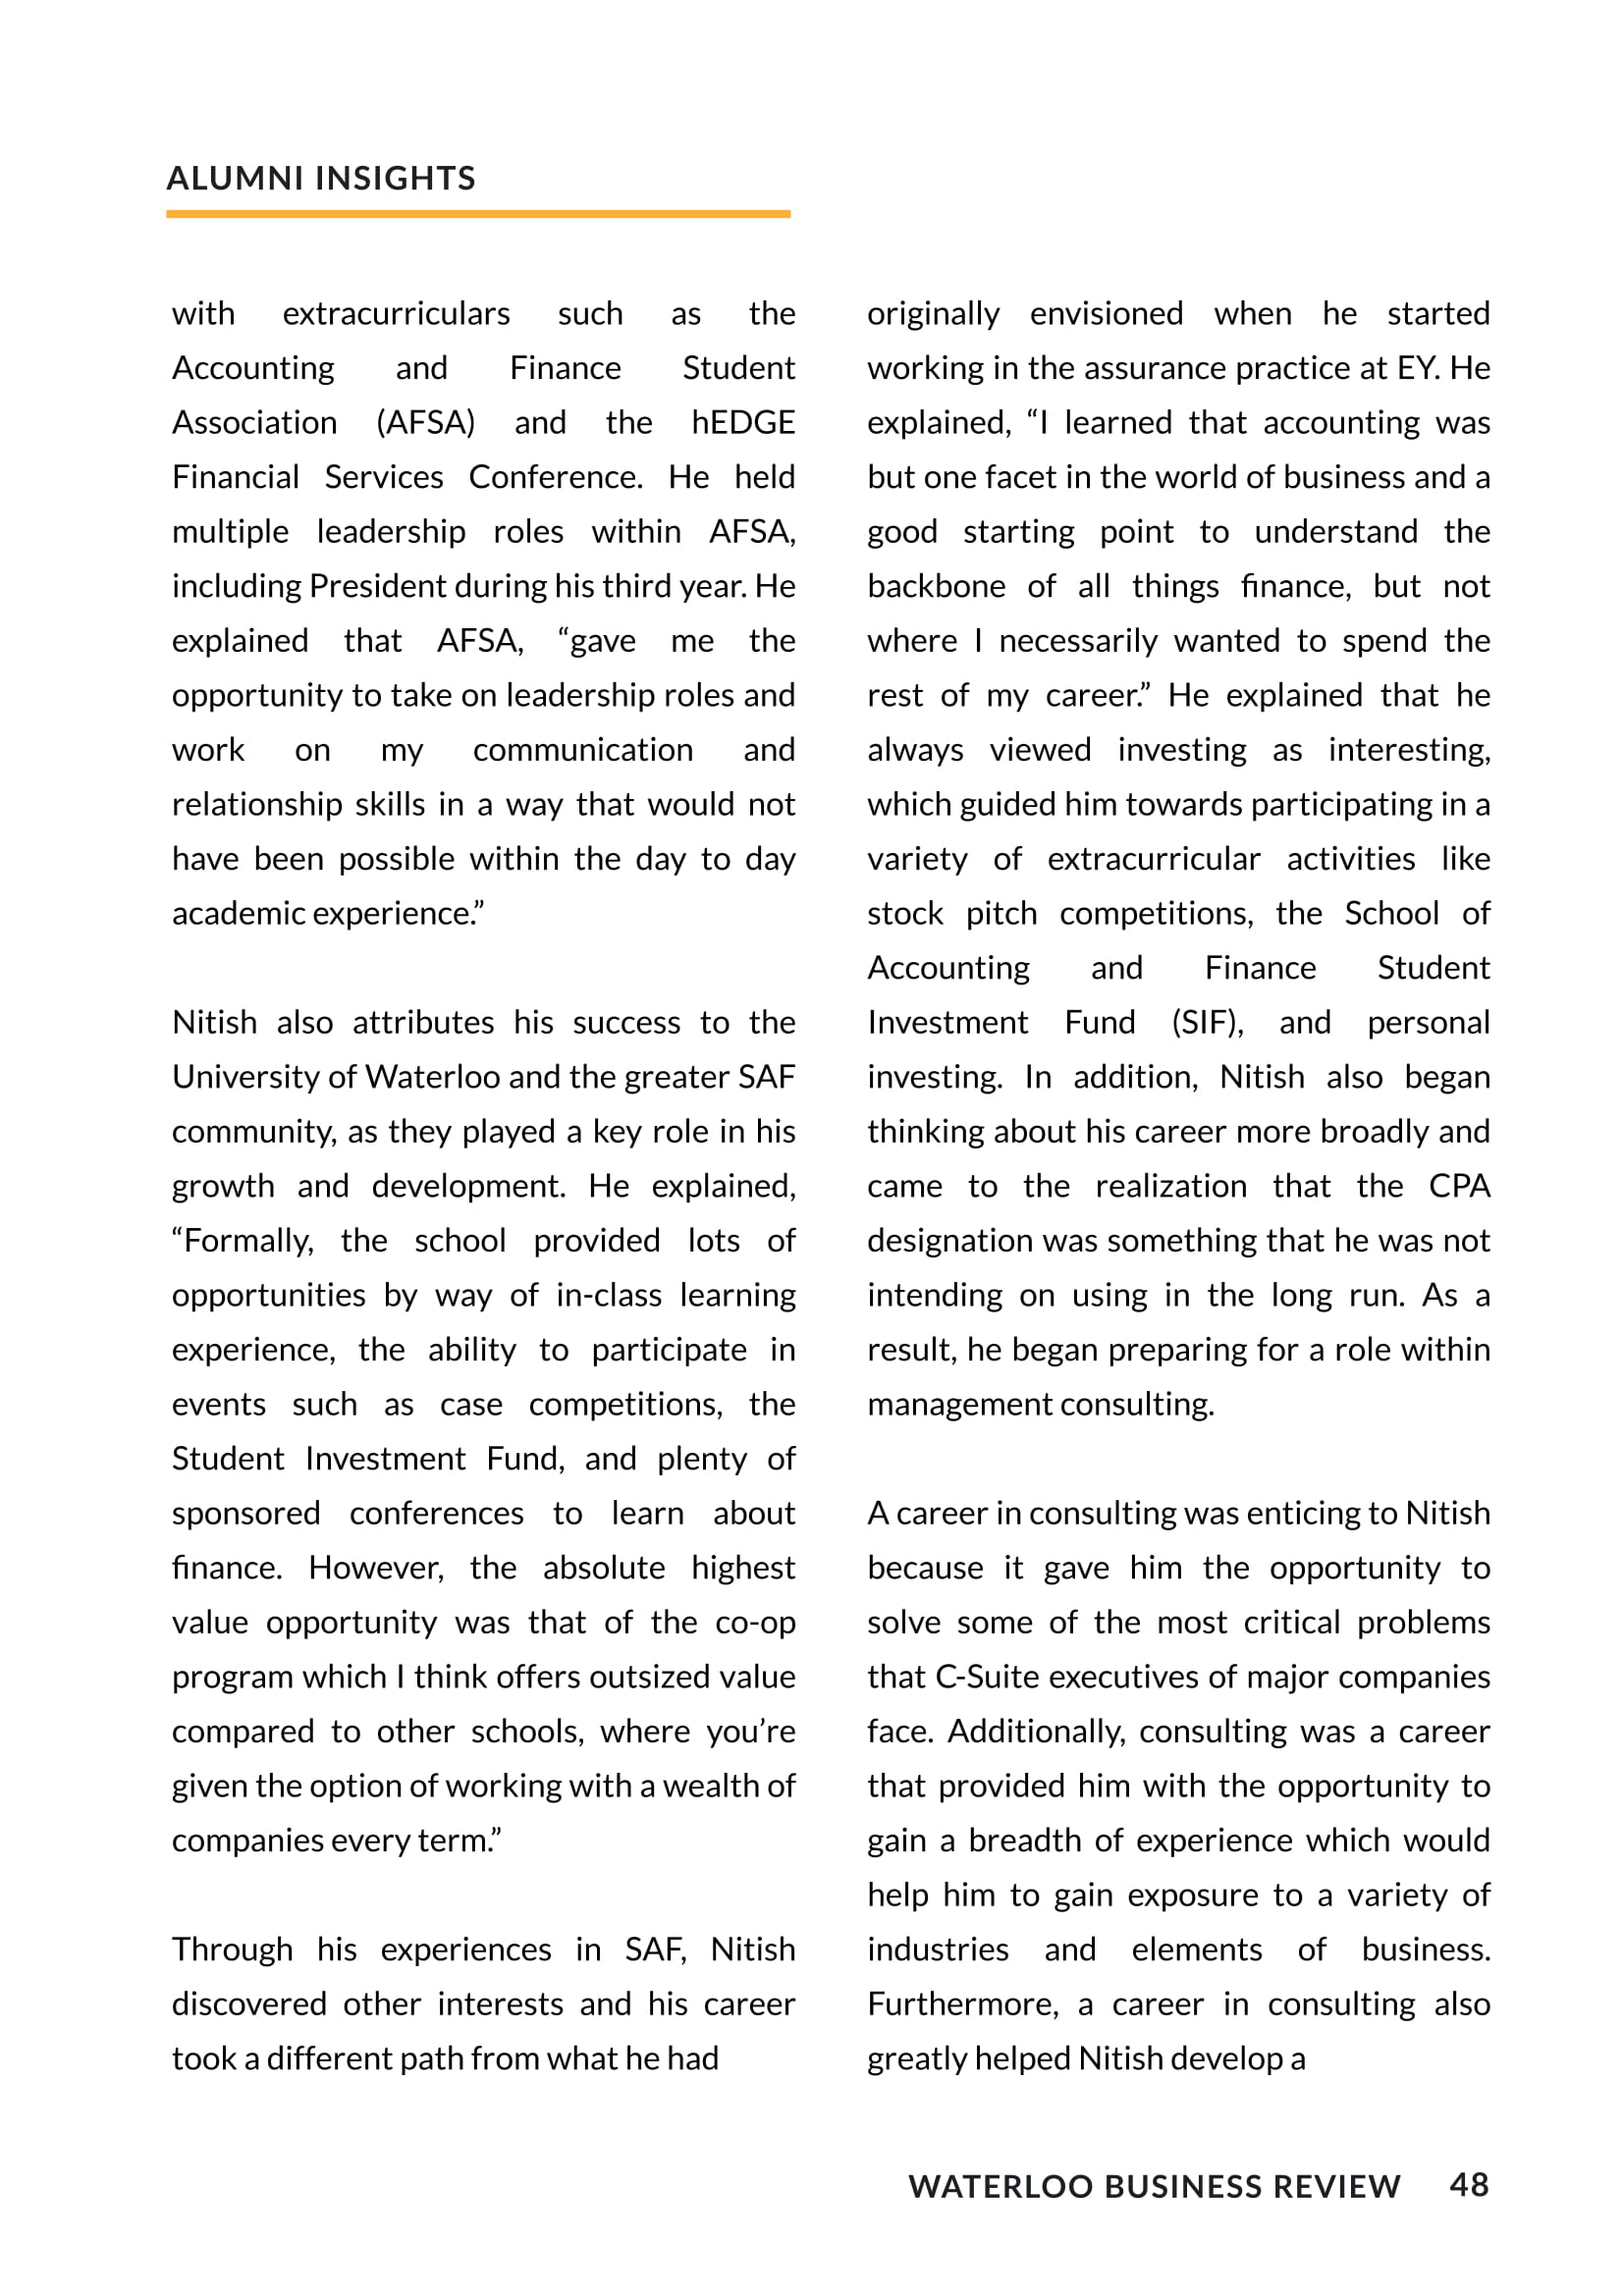 ALUMNI INSIGHTS
with extracurriculars such as the
Accounting and Finance Student
Association (AFSA) and the hEDGE
Financial Services Conference. He held
multiple leadership roles within AFSA,
including President during his third year. He
explained that AFSA, “gave me the
opportunity to take on leadership roles and
work on my communication and
relationship skills in a way that would not
have been possible within the day to day
academic experience.”
Nitish also attributes his success to the
University of Waterloo and the greater SAF
community, as they played a key role in his
growth and development. He explained,
“Formally, the school provided lots of
opportunities by way of in-class learning
experience, the ability to participate in
events such as case competitions, the
Student Investment Fund, and plenty of
sponsored conferences to learn about
finance. However, the absolute highest
value opportunity was that of the co-op
program which I think offers outsized value
compared to other schools, where you’re
given the option of working with a wealth of
companies every term.”
Through his experiences in SAF, Nitish
discovered other interests and his career
took a different path from what he had
originally envisioned when he started
working in the assurance practice at EY. He
explained, “I learned that accounting was
but one facet in the world of business and a
good starting point to understand the
backbone of all things finance, but not
where I necessarily wanted to spend the
rest of my career.” He explained that he
always viewed investing as interesting,
which guided him towards participating in a
variety of extracurricular activities like
stock pitch competitions, the School of
Accounting and Finance Student
Investment Fund (SIF), and personal
investing. In addition, Nitish also began
thinking about his career more broadly and
came to the realization that the CPA
designation was something that he was not
intending on using in the long run. As a
result, he began preparing for a role within
management consulting.
A career in consulting was enticing to Nitish
because it gave him the opportunity to
solve some of the most critical problems
that C-Suite executives of major companies
face. Additionally, consulting was a career
that provided him with the opportunity to
gain a breadth of experience which would
help him to gain exposure to a variety of
industries and elements of business.
Furthermore, a career in consulting also
greatly helped Nitish develop a
WATERLOO BUSINESS REVIEW 48